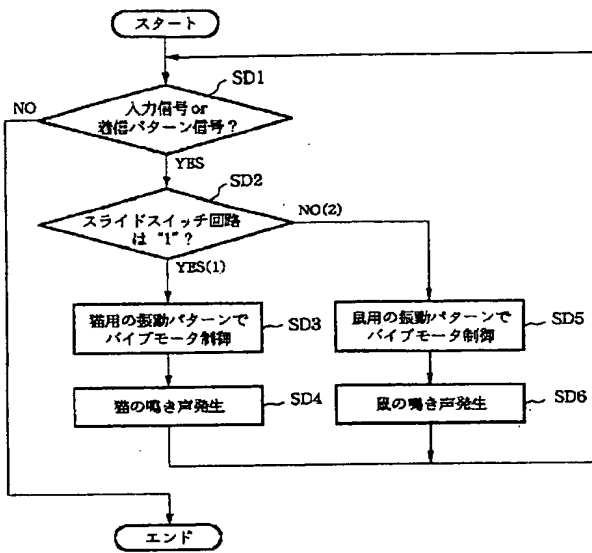 スタート
SD1
NO
入力信号or
着信パターン信号？
YES
SD2
スライドスイッチ回路
は “1”？
NO(2)
YES(1)
猫用の振動パターンで
バイブモータ制御
SD3
鼠用の振動パターンで
バイブモータ制御
SD5
猫の鳴き声発生
SD4
鼠の鳴き声発生
SD6
エンド